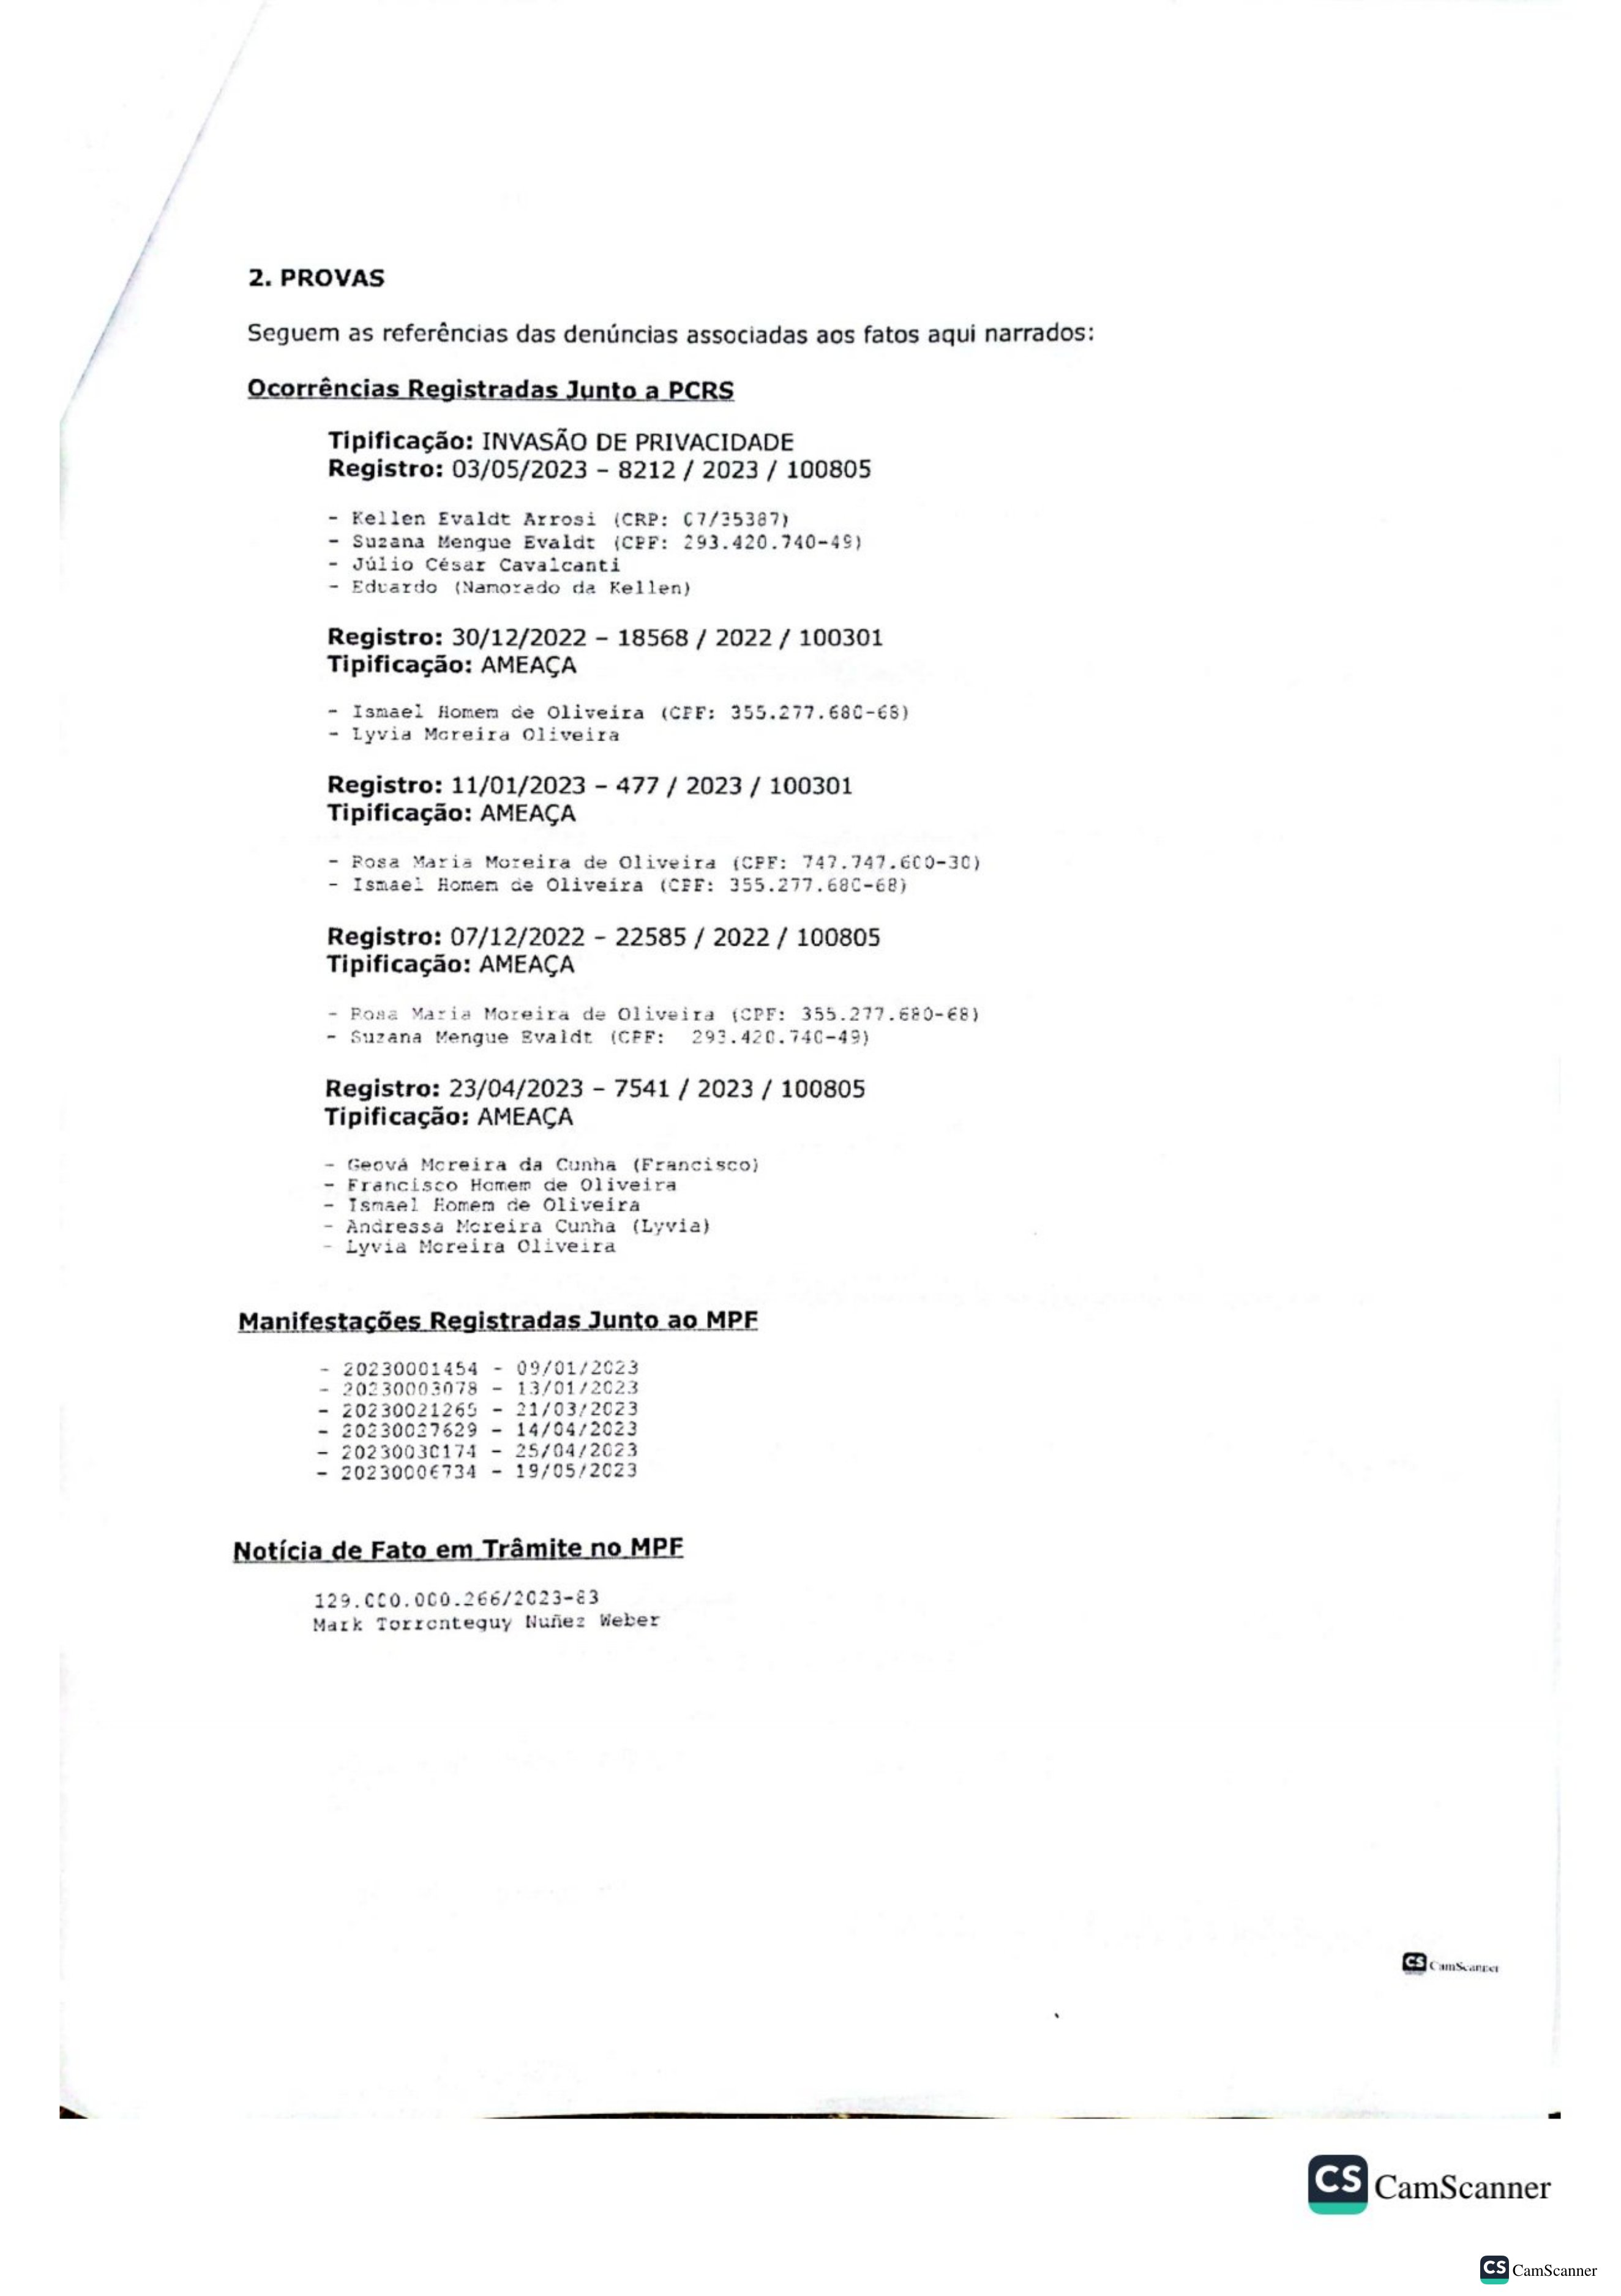 2. PROVAS
Seguem as referências das denúncias associadas aos fatos aqui narrados:
Ocorrências Registradas Junto a PCRS
Tipificação: INVASÃO DE PRIVACIDADE
Registro: 03/05/2023 – 8212 / 2023 / 100805
- Kellen Evaldt Arrosi (CRP: 07/35387)
- Suzana Mengue Evaldt (CPF: 293.420.740-49)
- Júlio César Cavalcanti
- Eduardo (Namorado da Kellen)
Registro: 30/12/2022 – 18568 / 2022 / 100301
Tipificação: AMEAÇA
- Ismael Homem de Oliveira (CPF: 355.277.680-68)
- Lyvia Moreira Oliveira
Registro: 11/01/2023 – 477 / 2023 / 100301
Tipificação: AMEAÇA
- Rosa Maria Moreira de Oliveira (CPF: 747.747.600-30)
- Ismael Homem de Oliveira (CPF: 355.277.680-68)
Registro: 07/12/2022 – 22585 / 2022 / 100805
Tipificação: AMEAÇA
- Rosa Maria Moreira de Oliveira (CPF: 355.277.680-68)
- Suzana Mengue Evaldt (CPF: 293.420.740-49)
Registro: 23/04/2023 – 7541 / 2023 / 100805
Tipificação: AMEAÇA
- Geová Moreira da Cunha (Francisco)
- Francisco Homem de Oliveira
- Ismael Homem de Oliveira
- Andressa Moreira Cunha (Lyvia)
- Lyvia Moreira Oliveira
Manifestações Registradas Junto ao MPF
- 20230001454 - 09/01/2023
- 20230003078 - 13/01/2023
- 20230021265 - 21/03/2023
- 20230027629 - 14/04/2023
- 20230030174 - 25/04/2023
- 20230006734 - 19/05/2023
Notícia de Fato em Trâmite no MPF
129.000.000.266/2023-83
Mark Torronteguy Nuñez Weber
CS CamScanner
CS CamScanner
CS CamScanner